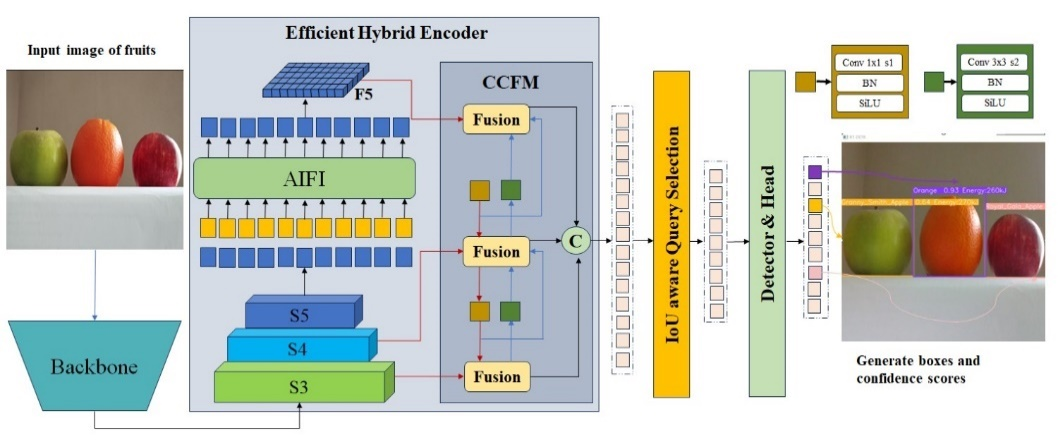 Input image of fruits
Efficient Hybrid Encoder
F5
CCFM
Fusion
AIFI
Fusion
S5
S4
S3
Fusion
Backbone
C
IoU aware Query Selection
Detector & Head
Conv 1x1 s1
BN
SiLU
Conv 3x3 s2
BN
SiLU
Orange 0.93 Energy:260kJ
Generate boxes and
confidence scores